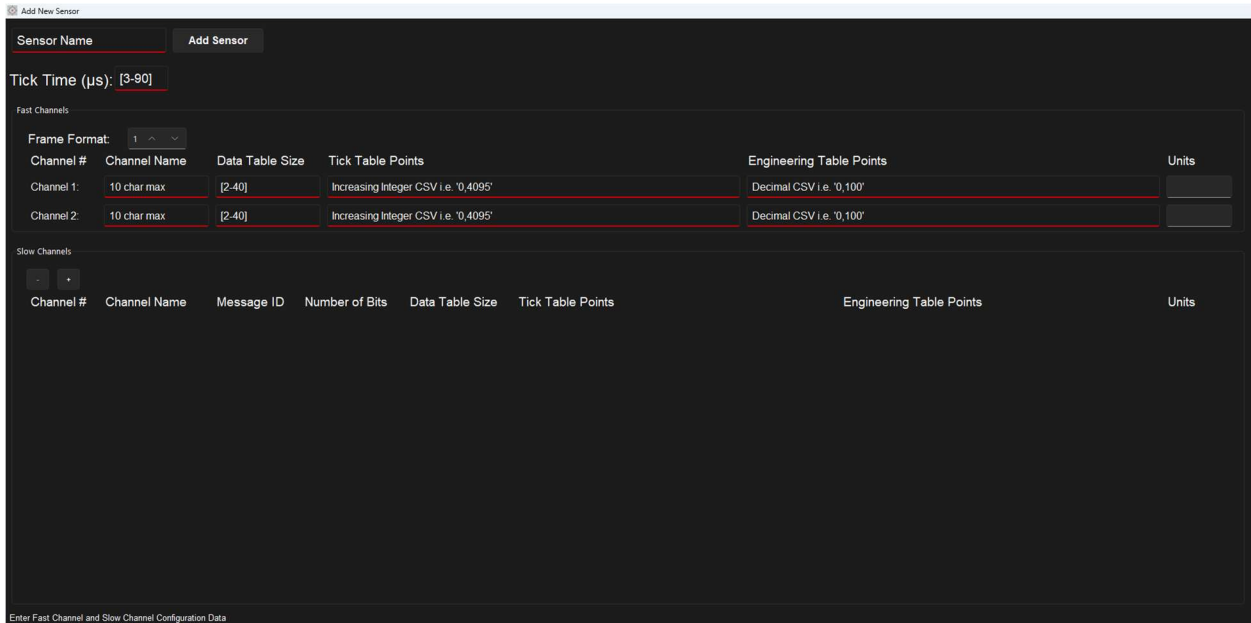 Add New Sensor
Sensor Name Add Sensor
Tick Time (µs): [3-90]
Fast Channels
Frame Format: 1
Channel # Channel Name Data Table Size Tick Table Points Engineering Table Points Units
Channel 1: 10 char max [2-40] Increasing Integer CSV i.e. '0,4095' Decimal CSV i.e. '0,100'
Channel 2: 10 char max [2-40] Increasing Integer CSV i.e. '0,4095' Decimal CSV i.e. '0,100'
Slow Channels
- +
Channel # Channel Name Message ID Number of Bits Data Table Size Tick Table Points Engineering Table Points Units
Enter Fast Channel and Slow Channel Configuration Data